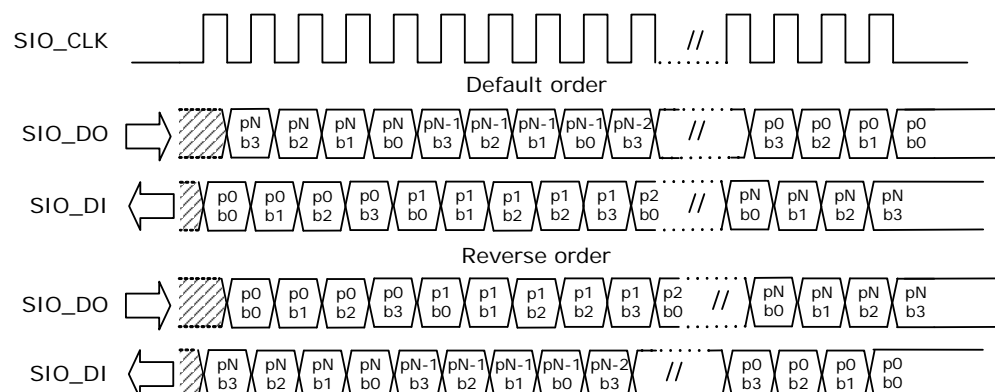 SIO_CLK //
Default order
SIO_DO pN b3 pN b2 pN b1 pN b0 pN-1 b3 pN-1 b2 pN-1 b1 pN-1 b0 pN-2 b3 // p0 b3 p0 b2 p0 b1 p0 b0
SIO_DI p0 b0 p0 b1 p0 b2 p0 b3 p1 b0 p1 b1 p1 b2 p1 b2 p1 b3 p2 b0 // pN b0 pN b1 pN b2 pN b3
Reverse order
SIO_DO p0 b0 p0 b1 p0 b2 p0 b3 p1 b0 p1 b1 p1 b2 p1 b2 p1 b3 p2 b0 // pN b0 pN b1 pN b2 pN b3
SIO_DI pN b3 pN b2 pN b1 pN b0 pN-1 b3 pN-1 b2 pN-1 b1 pN-1 b0 pN-2 b3 // p0 b3 p0 b2 p0 b1 p0 b0